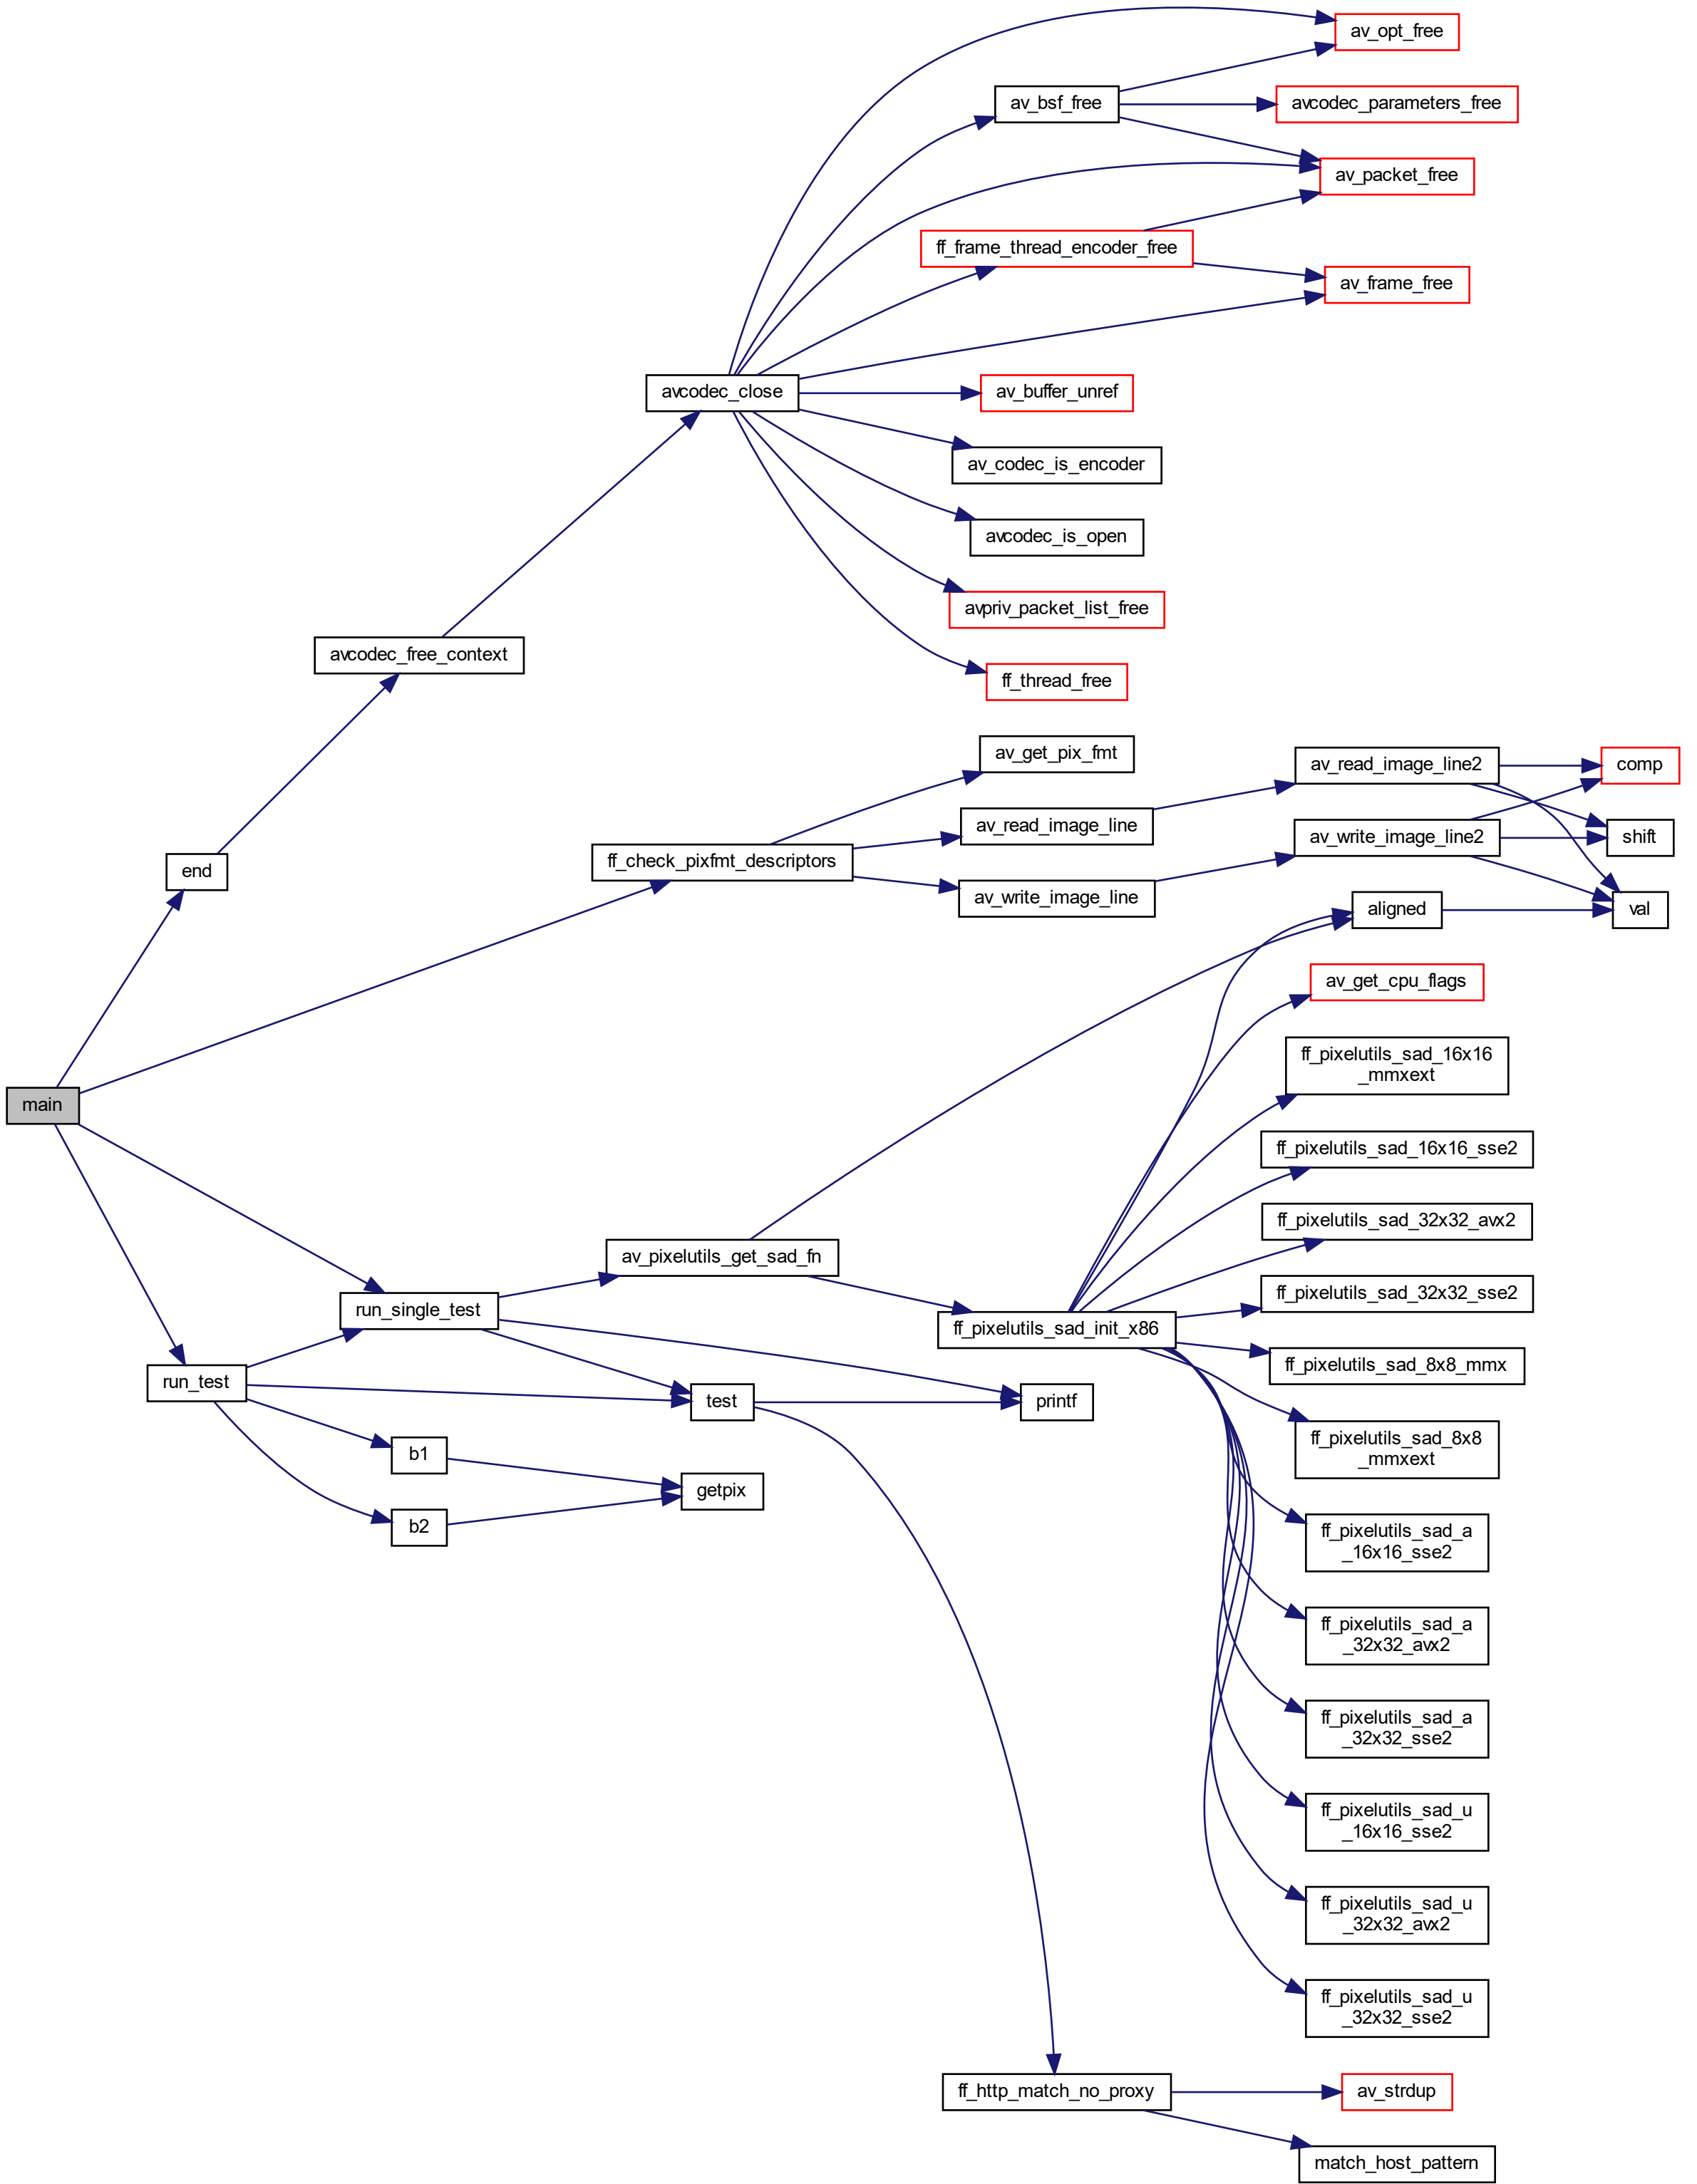 av_opt_free
av_bsf_free
avcodec_parameters_free
av_packet_free
ff_frame_thread_encoder_free
av_frame_free
avcodec_close
av_buffer_unref
av_codec_is_encoder
avcodec_is_open
avpriv_packet_list_free
avcodec_free_context
ff_thread_free
av_get_pix_fmt
av_read_image_line2
comp
av_read_image_line
shift
av_write_image_line2
end
ff_check_pixfmt_descriptors
av_write_image_line
aligned
val
av_get_cpu_flags
main
ff_pixelutils_sad_16x16
_mmxext
ff_pixelutils_sad_16x16_sse2
ff_pixelutils_sad_32x32_avx2
av_pixelutils_get_sad_fn
ff_pixelutils_sad_32x32_sse2
run_single_test
ff_pixelutils_sad_init_x86
ff_pixelutils_sad_8x8_mmx
run_test
test
printf
ff_pixelutils_sad_8x8
_mmxext
b1
getpix
b2
ff_pixelutils_sad_a
_16x16_sse2
ff_pixelutils_sad_a
_32x32_avx2
ff_pixelutils_sad_a
_32x32_sse2
ff_pixelutils_sad_u
_16x16_sse2
ff_pixelutils_sad_u
_32x32_avx2
ff_pixelutils_sad_u
_32x32_sse2
ff_http_match_no_proxy
av_strdup
match_host_pattern